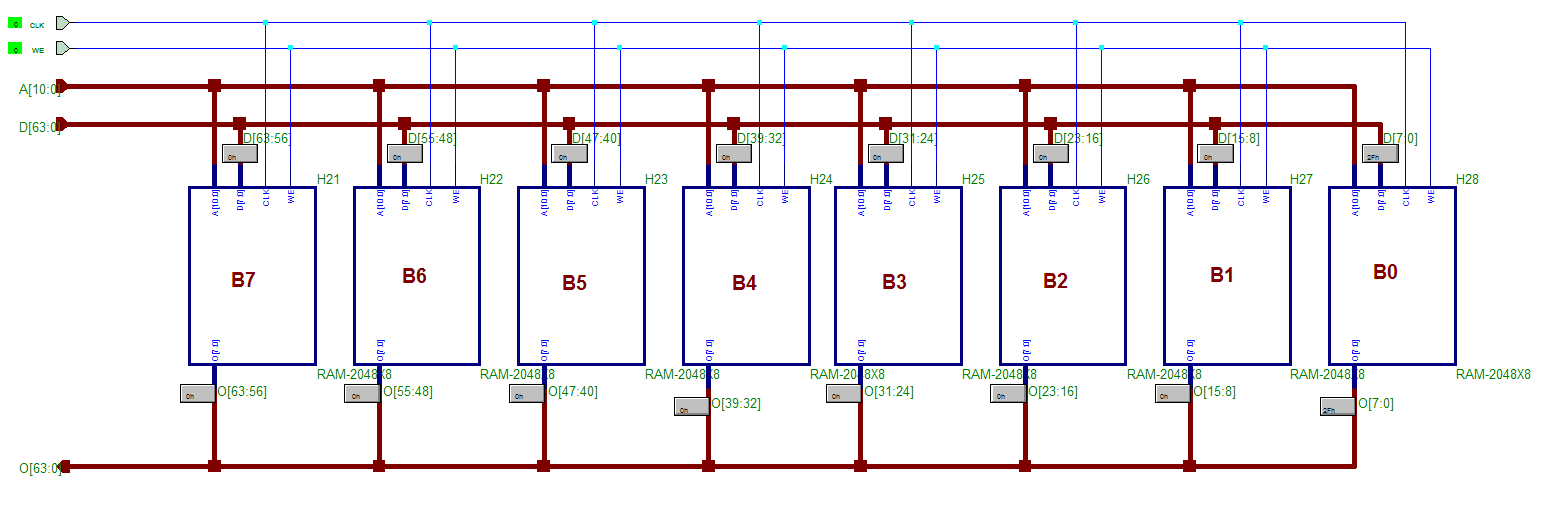 0 CLK
0 WE
A[10:0]
D[63:0]
D[63:56] D[55:48] D[47:40] D[39:32] D[31:24] D[23:16] D[15:8] D[7:0]
0h 0h 0h 0h 0h 0h 0h 2Fh
H21 H22 H23 H24 H25 H26 H27 H28
A[10:0] D[7:0] CLK WE A[10:0] D[7:0] CLK WE A[10:0] D[7:0] CLK WE A[10:0] D[7:0] CLK WE A[10:0] D[7:0] CLK WE A[10:0] D[7:0] CLK WE A[10:0] D[7:0] CLK WE A[10:0] D[7:0] CLK WE
B7 B6 B5 B4 B3 B2 B1 B0
O[7:0] O[7:0] O[7:0] O[7:0] O[7:0] O[7:0] O[7:0] O[7:0]
RAM-2048X8 RAM-2048X8 RAM-2048X8 RAM-2048X8 RAM-2048X8 RAM-2048X8 RAM-2048X8 RAM-2048X8
0h O[63:56] 0h O[55:48] 0h O[47:40] 0h O[39:32] 0h O[31:24] 0h O[23:16] 0h O[15:8] 2Fh O[7:0]
O[63:0]